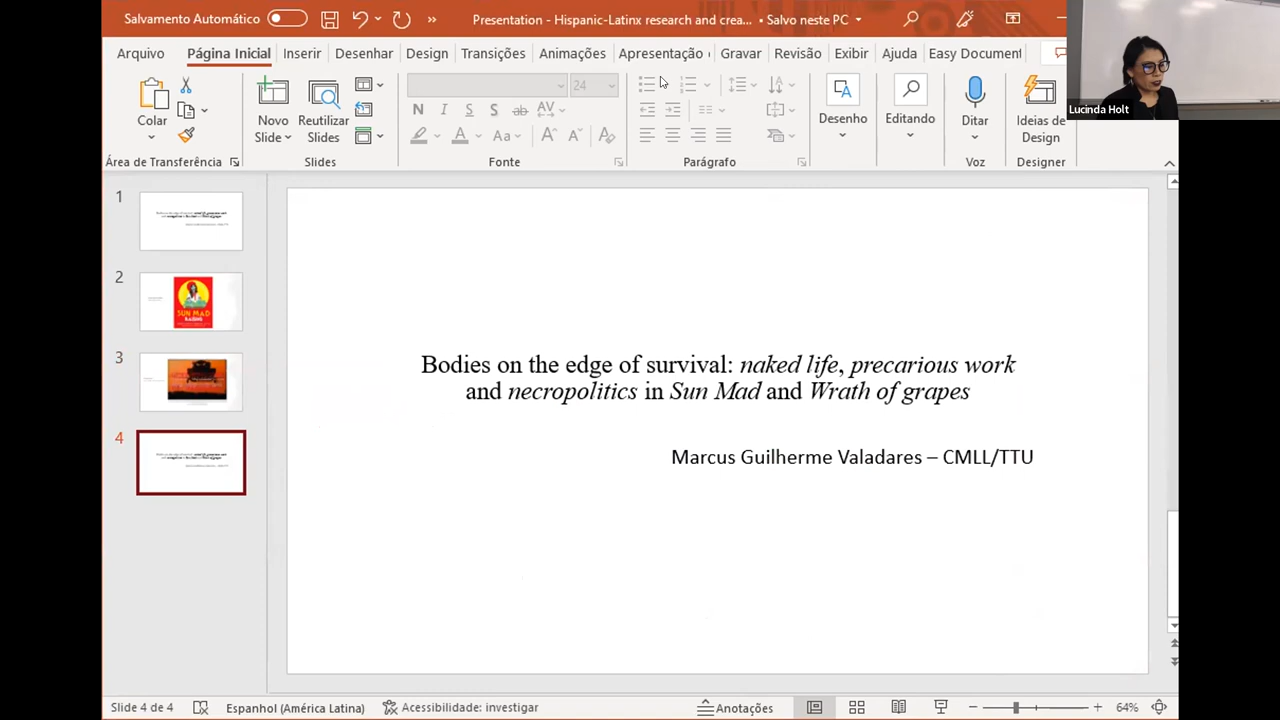 Salvamento Automático
Presentation - Hispanic-Latinx research and crea... • Salvo neste PC
Arquivo Página Inicial Inserir Desenhar Design Transições Animações Apresentação Gravar Revisão Exibir Ajuda Easy Document
Lucinda Holt
Colar
Novo Slide
Reutilizar Slides
24
N I S S ab AV
Aa A A A
Desenho
Editando
Ditar
Ideias de Design
Área de Transferência Slides Fonte Parágrafo Voz Designer
1
2
SUN MAD
3
4
Bodies on the edge of survival: naked life, precarious work
and necropolitics in Sun Mad and Wrath of grapes
Marcus Guilherme Valadares – CMLL/TTU
Slide 4 de 4 Espanhol (América Latina) Acessibilidade: investigar Anotações 64%